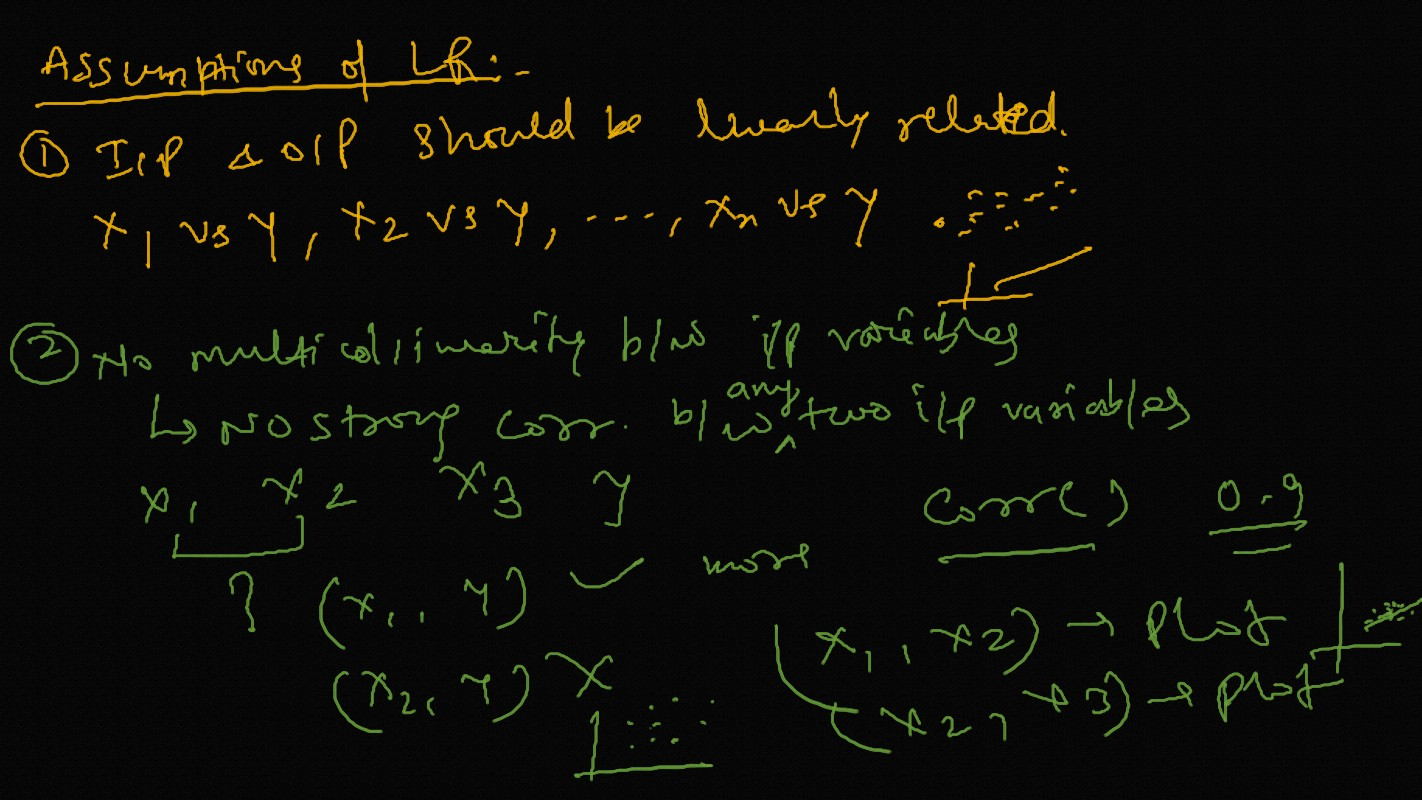 Assumptions of LR:-
① I/P & O/P should be linearly related.
X1 vs Y, X2 vs Y, ---, Xn vs Y
② No multicollinearity b/w i/p variables
↳ No strong corr. b/w any two i/p variables
X1 X2 X3 Y
Corr() 0.9
? (X1, Y) ✓ more
(X2, Y) X
(X1, X2) → Plot
(X2, X3) → Plot